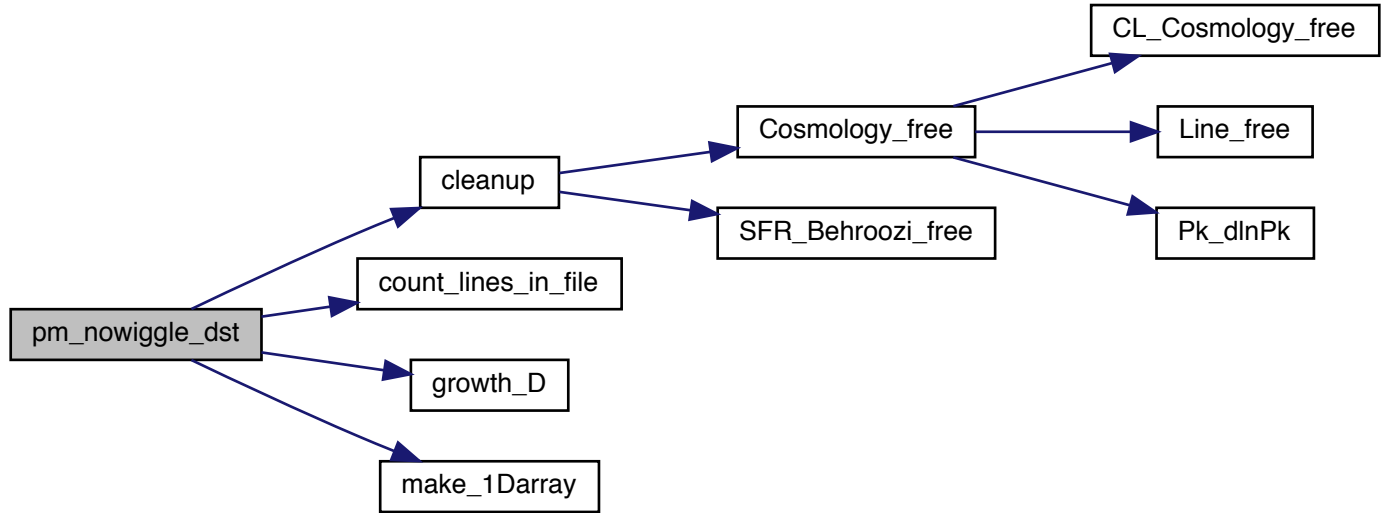 CL_Cosmology_free
Cosmology_free
Line_free
cleanup
SFR_Behroozi_free
Pk_dlnPk
count_lines_in_file
pm_nowiggle_dst
growth_D
make_1Darray